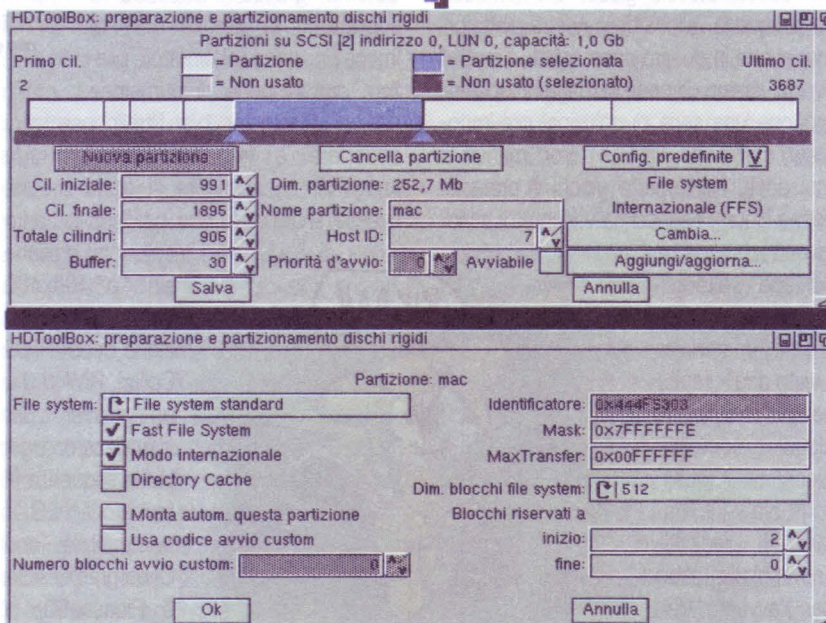 HDToolBox: preparazione e partizionamento dischi rigidi
Partizioni su SCSI [2] indirizzo 0, LUN 0, capacità: 1,0 Gb
Primo cil. = Partizione = Partizione selezionata Ultimo cil.
2 = Non usato = Non usato (selezionato) 3687
Nuova partizione Cancella partizione Config. predefinite
Cil. iniziale: 991 Dim. partizione: 252,7 Mb File system
Cil. finale: 1895 Nome partizione: mac Internazionale (FFS)
Totale cilindri: 905 Host ID: 7 Cambia...
Buffer: 30 Priorità d'avvio: 0 Avviabile Aggiungi/aggiorna...
Salva Annulla
HDToolBox: preparazione e partizionamento dischi rigidi
Partizione: mac
File system: File system standard Identificatore: 0x444F5303
Fast File System Mask: 0x7FFFFFFE
Modo internazionale MaxTransfer: 0x00FFFFFF
Directory Cache Dim. blocchi file system: 512
Monta autom. questa partizione Blocchi riservati a
Usa codice avvio custom inizio: 2
Numero blocchi avvio custom: 0 fine: 0
Ok Annulla